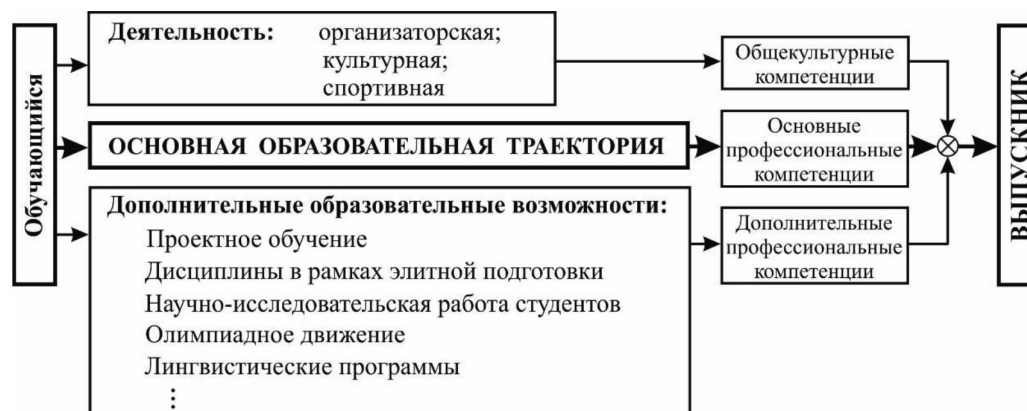 Обучающийся
Деятельность: организаторская;
культурная;
спортивная
Общекультурные
компетенции
ОСНОВНАЯ ОБРАЗОВАТЕЛЬНАЯ ТРАЕКТОРИЯ
Основные
профессиональные
компетенции
Дополнительные образовательные возможности:
Проектное обучение
Дисциплины в рамках элитной подготовки
Научно-исследовательская работа студентов
Олимпиадное движение
Лингвистические программы
⋮
Дополнительные
профессиональные
компетенции
ВЫПУСКНИК